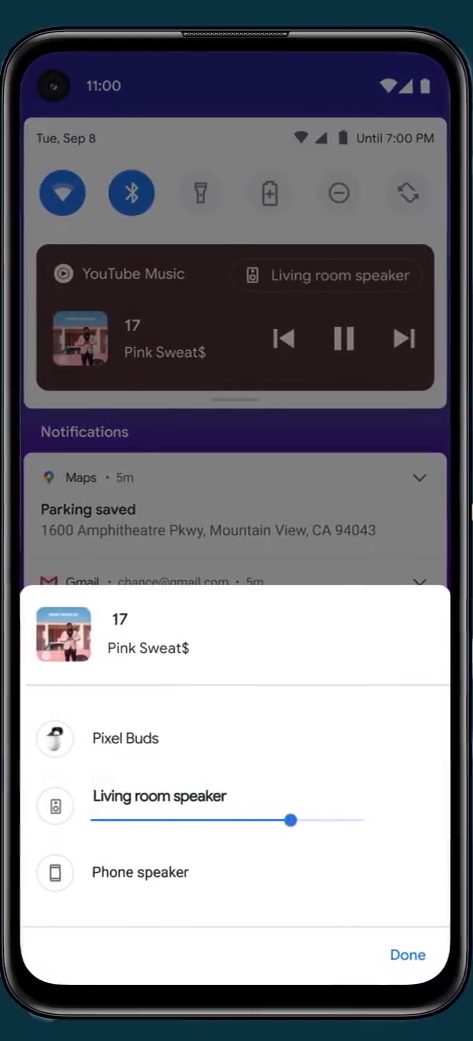 11:00
Tue, Sep 8
Until 7:00 PM
YouTube Music
Living room speaker
17
Pink Sweat$
Notifications
Maps • 5m
Parking saved
1600 Amphitheatre Pkwy, Mountain View, CA 94043
Gmail • chance@gmail.com • 5m
17
Pink Sweat$
Pixel Buds
Living room speaker
Phone speaker
Done